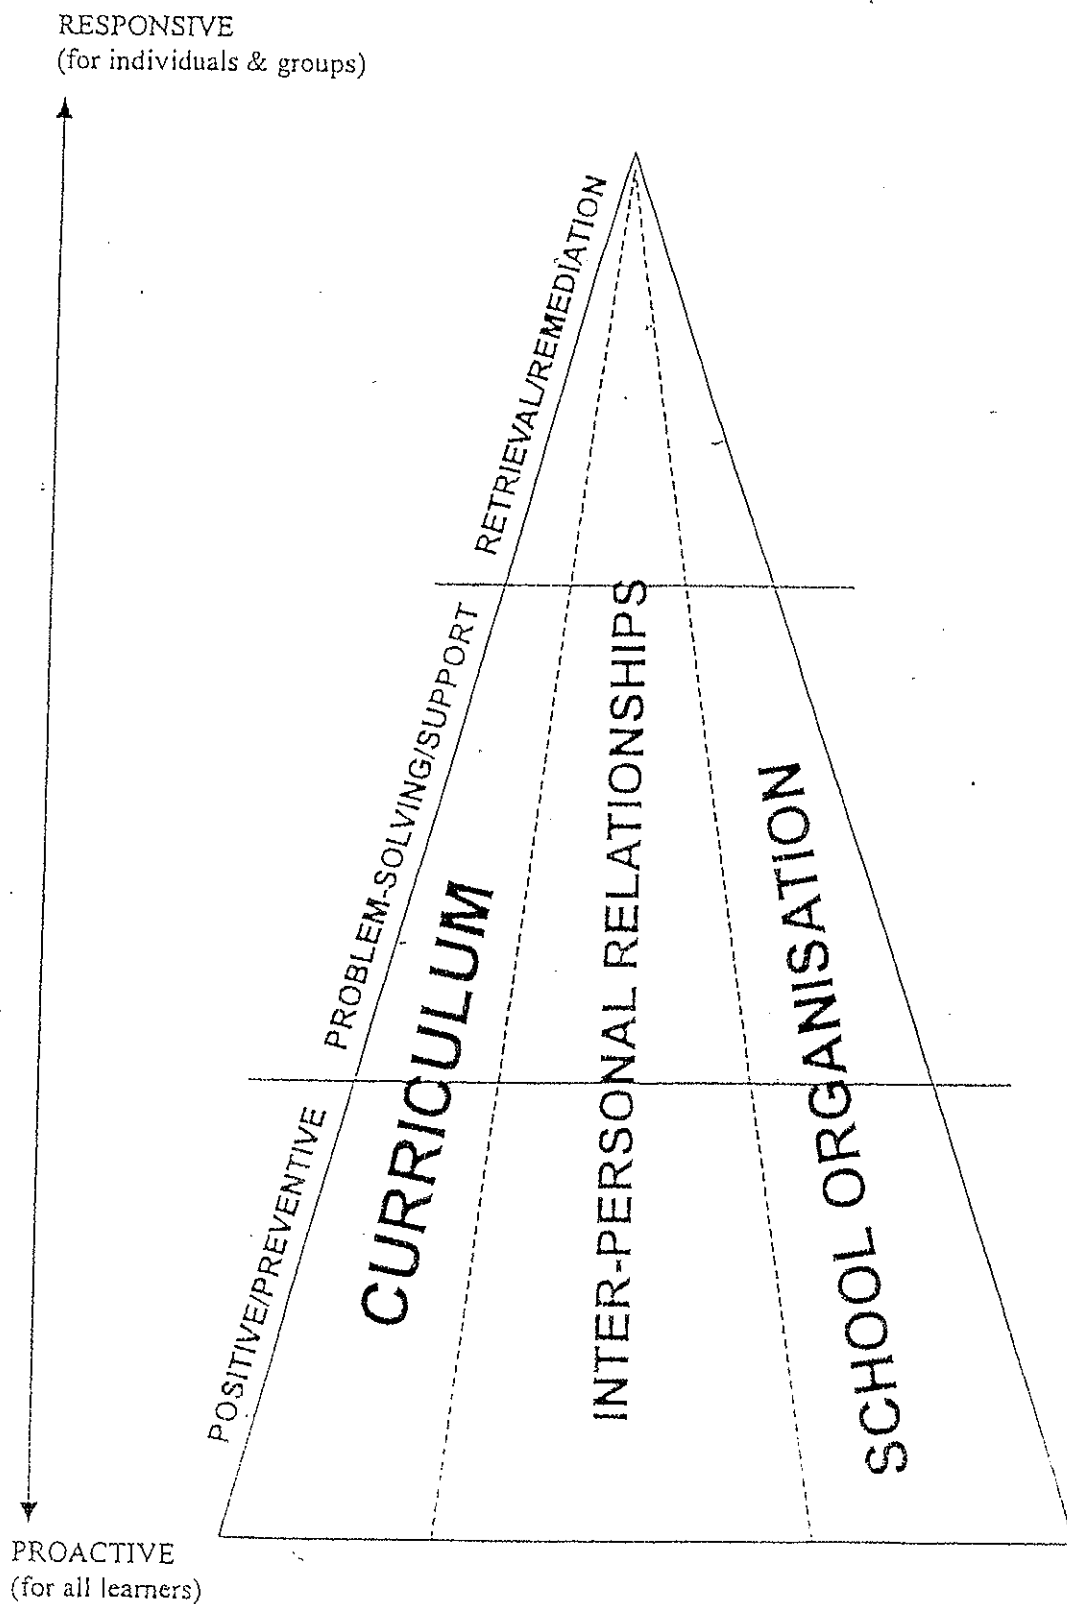 RESPONSIVE
(for individuals & groups)
RETRIEVAL/REMEDIATION
PROBLEM-SOLVING/SUPPORT
POSITIVE/PREVENTIVE
CURRICULUM
INTER-PERSONAL RELATIONSHIPS
SCHOOL ORGANISATION
PROACTIVE
(for all learners)